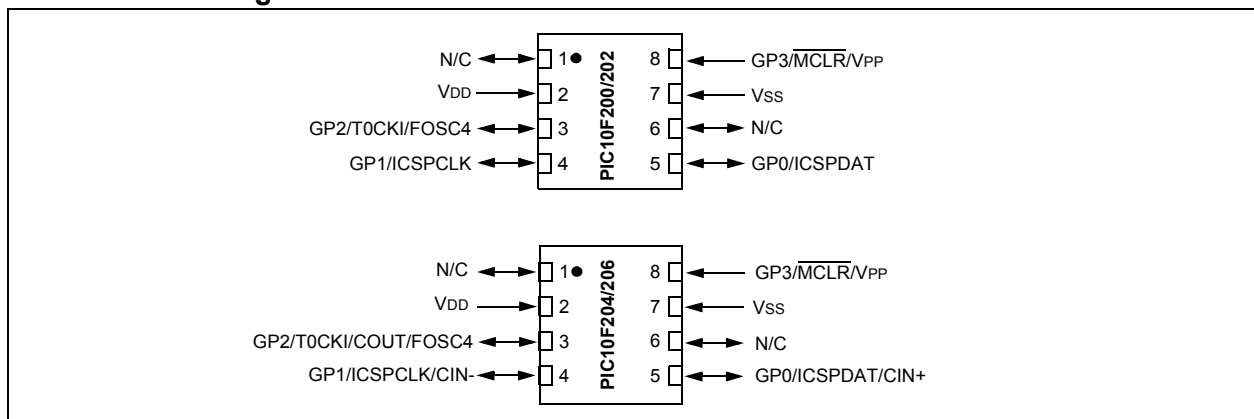 N/C 1 8 GP3/MCLR/VPP
VDD 2 7 VSS
GP2/T0CKI/FOSC4 3 6 N/C
GP1/ICSPCLK 4 5 GP0/ICSPDAT
PIC10F200/202
N/C 1 8 GP3/MCLR/VPP
VDD 2 7 VSS
GP2/T0CKI/COUT/FOSC4 3 6 N/C
GP1/ICSPCLK/CIN- 4 5 GP0/ICSPDAT/CIN+
PIC10F204/206